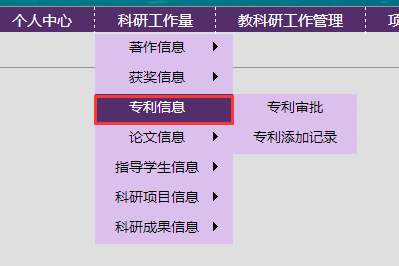 个人中心 科研工作量 教科研工作管理
著作信息
获奖信息
专利信息 专利审批
论文信息 专利添加记录
指导学生信息
科研项目信息
科研成果信息